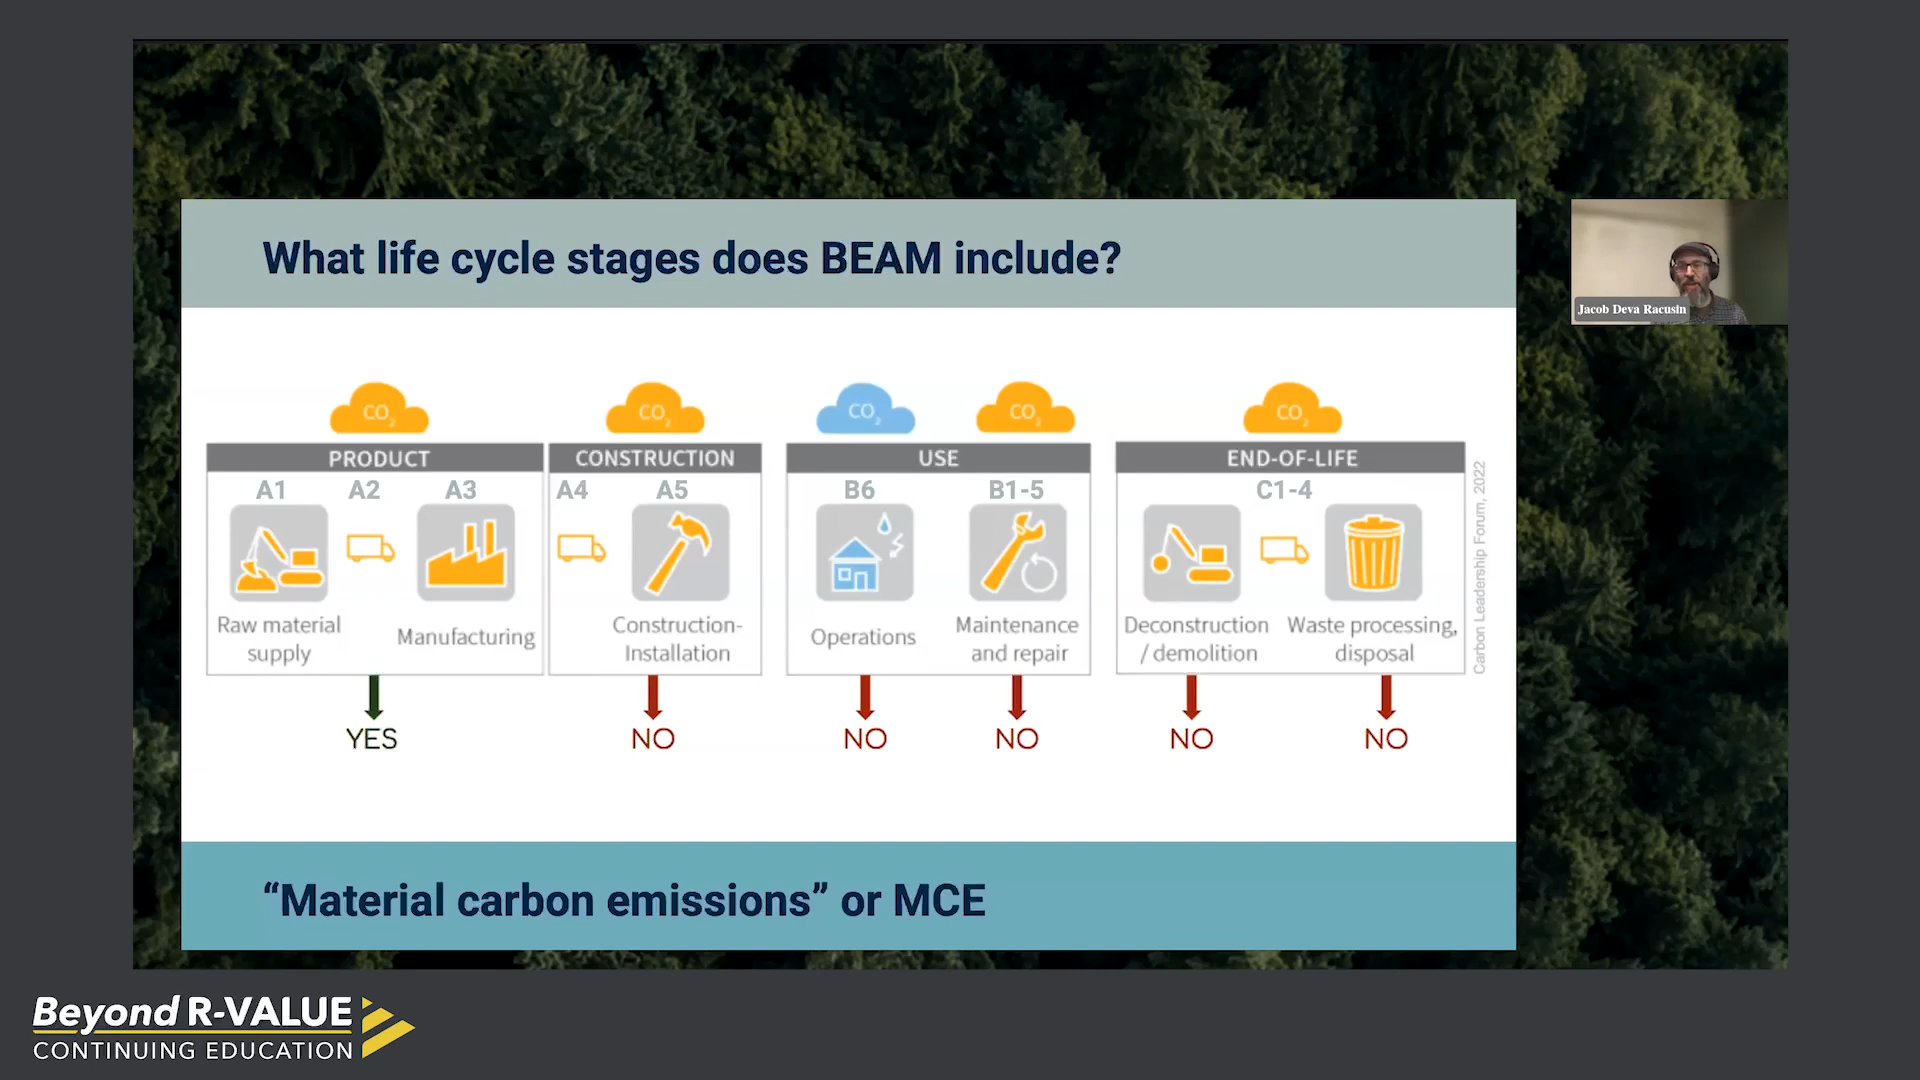 What life cycle stages does BEAM include?
Jacob Deva Racusin
CO2
CO2
CO2
CO2
CO2
PRODUCT
CONSTRUCTION
USE
END-OF-LIFE
A1
A2
A3
A4
A5
B6
B1-5
C1-4
Raw material
supply
Manufacturing
Construction-
Installation
Operations
Maintenance
and repair
Deconstruction
/ demolition
Waste processing,
disposal
Carbon Leadership Forum, 2022
YES
NO
NO
NO
NO
NO
“Material carbon emissions” or MCE
Beyond R-VALUE
CONTINUING EDUCATION